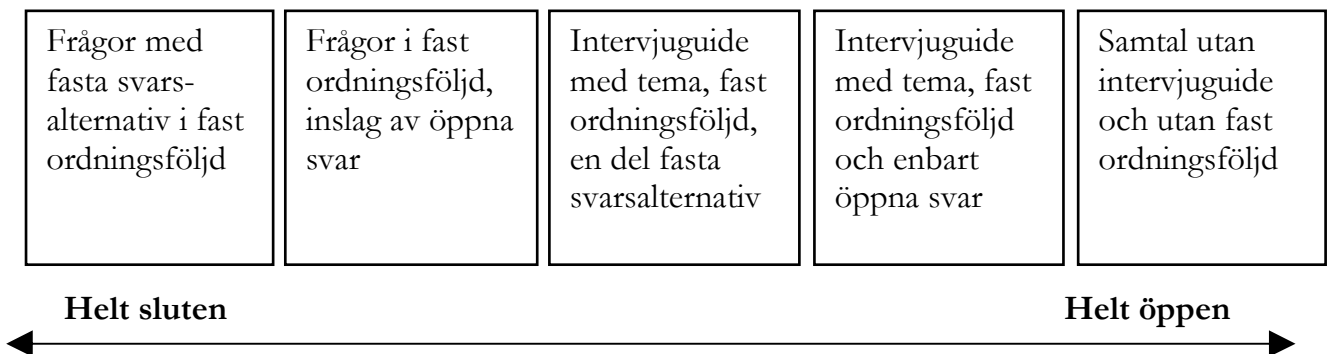 Frågor med
fasta svars-
alternativ i fast
ordningsföljd
Frågor i fast
ordningsföljd,
inslag av öppna
svar
Intervjuguide
med tema, fast
ordningsföljd,
en del fasta
svarsalternativ
Intervjuguide
med tema, fast
ordningsföljd
och enbart
öppna svar
Samtal utan
intervjuguide
och utan fast
ordningsföljd
Helt sluten
Helt öppen